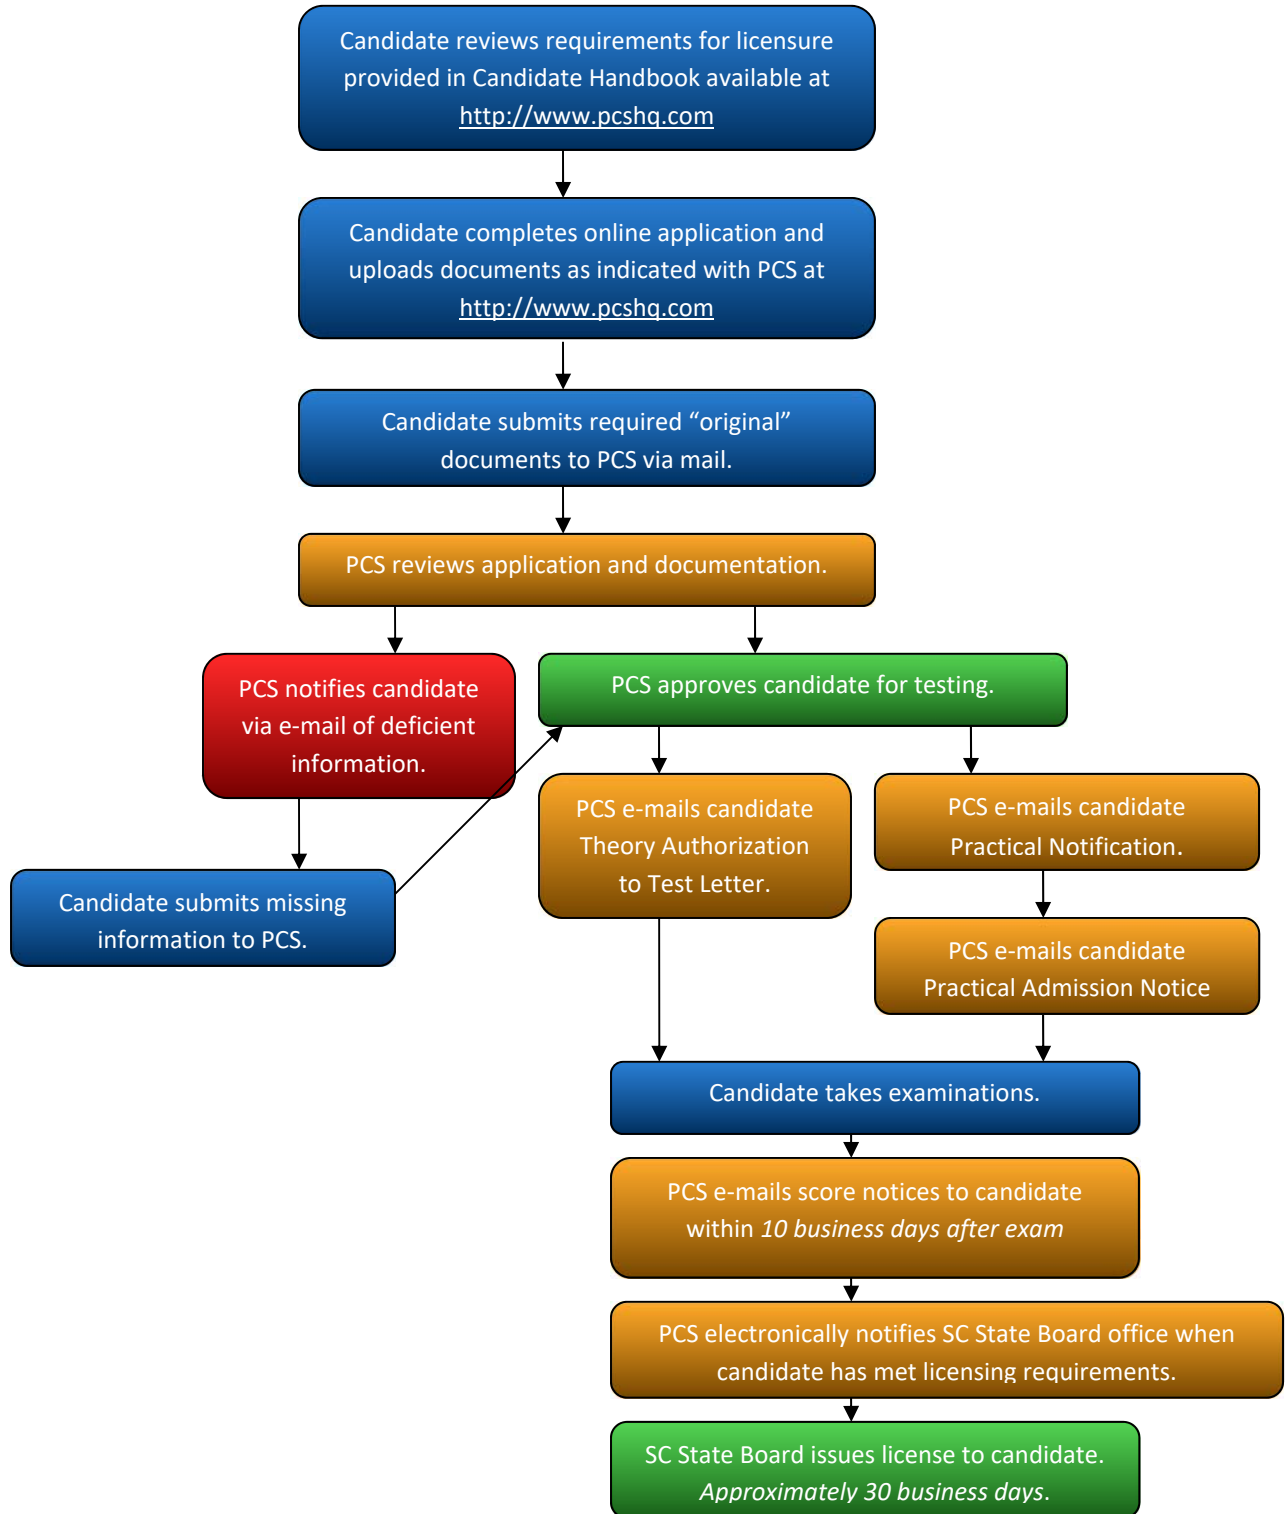 Candidate reviews requirements for licensure
provided in Candidate Handbook available at
http://www.pcshq.com
Candidate completes online application and
uploads documents as indicated with PCS at
http://www.pcshq.com
Candidate submits required “original”
documents to PCS via mail.
PCS reviews application and documentation.
PCS notifies candidate
via e-mail of deficient
information.
PCS approves candidate for testing.
Candidate submits missing
information to PCS.
PCS e-mails candidate
Theory Authorization
to Test Letter.
PCS e-mails candidate
Practical Notification.
PCS e-mails candidate
Practical Admission Notice
Candidate takes examinations.
PCS e-mails score notices to candidate
within 10 business days after exam
PCS electronically notifies SC State Board office when
candidate has met licensing requirements.
SC State Board issues license to candidate.
Approximately 30 business days.